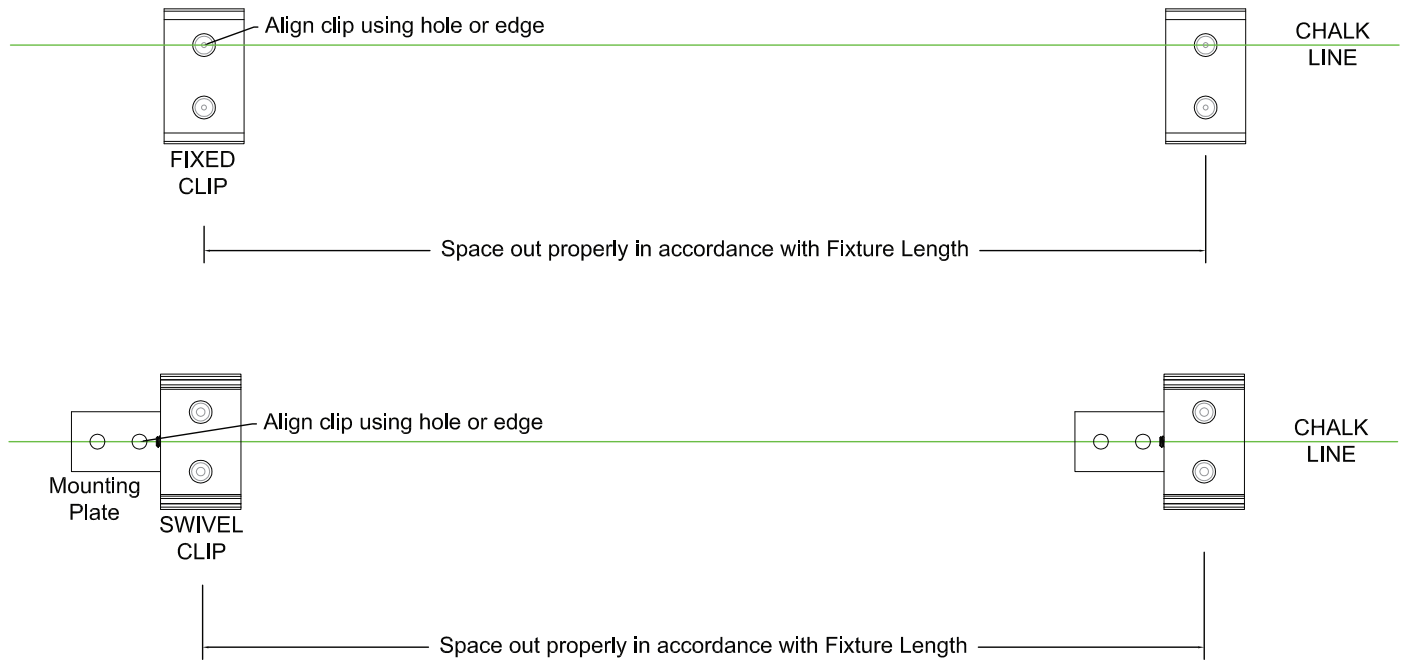 Align clip using hole or edge
CHALK
LINE
FIXED
CLIP
Space out properly in accordance with Fixture Length
Align clip using hole or edge
CHALK
LINE
Mounting
Plate
SWIVEL
CLIP
Space out properly in accordance with Fixture Length